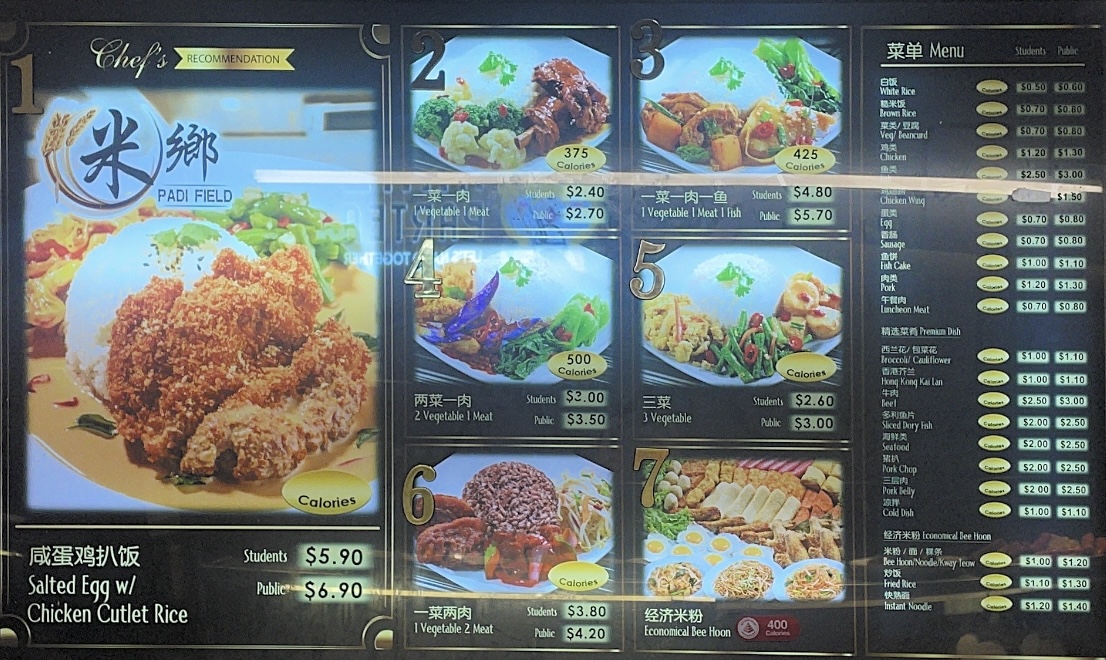 1
Chef's RECOMMENDATION
米鄉
PADI FIELD
Calories
咸蛋鸡扒饭
Salted Egg w/
Chicken Cutlet Rice
Students $5.90
Public $6.90
2
375
Calories
一菜一肉
1 Vegetable 1 Meat
Students $2.40
Public $2.70
3
425
Calories
一菜一肉一鱼
1 Vegetable 1 Meat 1 Fish
Students $4.80
Public $5.70
4
500
Calories
两菜一肉
2 Vegetable 1 Meat
Students $3.00
Public $3.50
5
Calories
三菜
3 Vegetable
Students $2.60
Public $3.00
6
Calories
一菜两肉
1 Vegetable 2 Meat
Students $3.80
Public $4.20
7
经济米粉
Economical Bee Hoon
400
Calories
菜单 Menu Students Public
白饭
White Rice Calories $0.50 $0.60
糙米饭
Brown Rice Calories $0.70 $0.80
菜类/豆腐
Veg/ Beancurd Calories $0.70 $0.80
鸡类
Chicken Calories $1.20 $1.30
鱼类
$2.50 $3.00
Chicken Wing $1.50
蛋类
Egg Calories $0.70 $0.80
香肠
Sausage Calories $0.70 $0.80
鱼饼
Fish Cake Calories $1.00 $1.10
肉类
Pork Calories $1.20 $1.30
午餐肉
Luncheon Meat Calories $0.70 $0.80
精选菜肴 Premium Dish
西兰花/包菜花
Broccoli/ Cauliflower Calories $1.00 $1.10
香港芥兰
Hong Kong Kai Lan Calories $1.00 $1.10
牛肉
Beef Calories $2.50 $3.00
多利鱼片
Sliced Dory Fish Calories $2.00 $2.50
海鲜类
Seafood Calories $2.00 $2.50
猪扒
Pork Chop Calories $2.00 $2.50
三层肉
Pork Belly Calories $2.00 $2.50
凉拌
Cold Dish Calories $1.00 $1.10
经济米粉 Economical Bee Hoon
米粉/面/粿条
Bee Hoon/Noodle/Kway Teow Calories $1.00 $1.20
炒饭
Fried Rice Calories $1.10 $1.30
快熟面
Instant Noodle Calories $1.20 $1.40